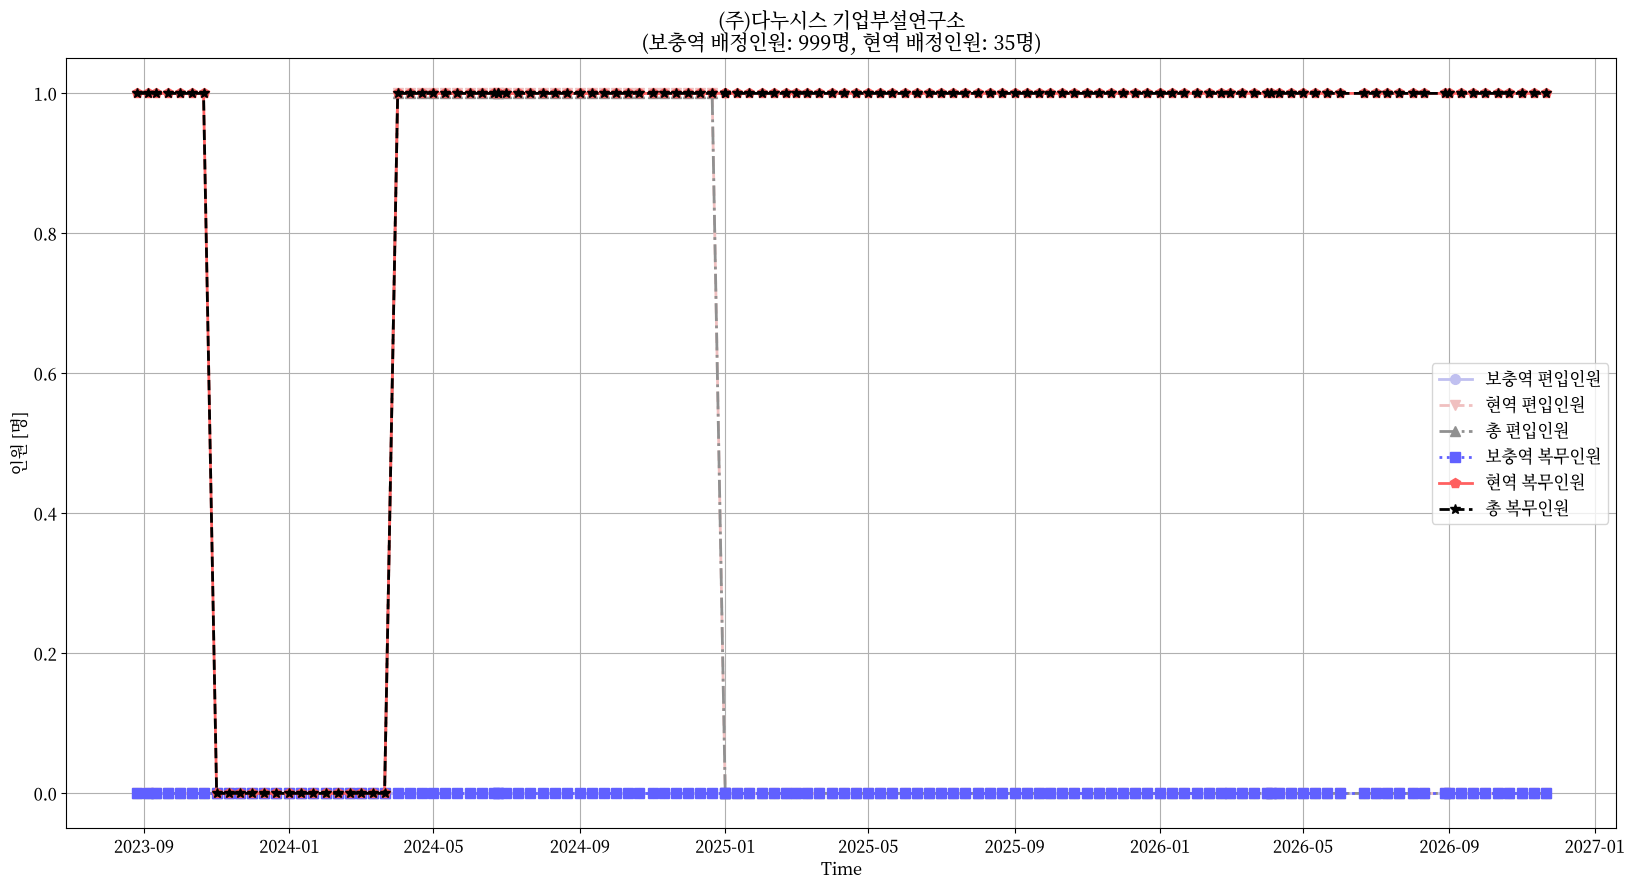 (주)다누시스 기업부설연구소
(보충역 배정인원: 999명, 현역 배정인원: 35명)
인원 [명]
1.0
0.8
0.6
0.4
0.2
0.0
보충역 편입인원
현역 편입인원
총 편입인원
보충역 복무인원
현역 복무인원
총 복무인원
2023-09 2024-01 2024-05 2024-09 2025-01 2025-05 2025-09 2026-01 2026-05 2026-09 2027-01
Time